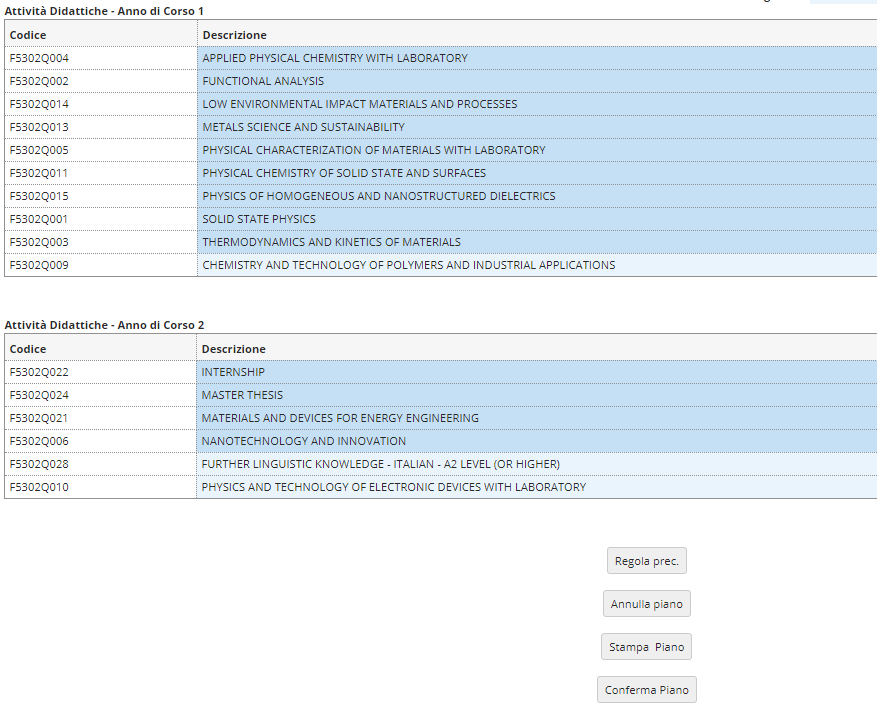 Attività Didattiche - Anno di Corso 1
Codice Descrizione
F5302Q004 APPLIED PHYSICAL CHEMISTRY WITH LABORATORY
F5302Q002 FUNCTIONAL ANALYSIS
F5302Q014 LOW ENVIRONMENTAL IMPACT MATERIALS AND PROCESSES
F5302Q013 METALS SCIENCE AND SUSTAINABILITY
F5302Q005 PHYSICAL CHARACTERIZATION OF MATERIALS WITH LABORATORY
F5302Q011 PHYSICAL CHEMISTRY OF SOLID STATE AND SURFACES
F5302Q015 PHYSICS OF HOMOGENEOUS AND NANOSTRUCTURED DIELECTRICS
F5302Q001 SOLID STATE PHYSICS
F5302Q003 THERMODYNAMICS AND KINETICS OF MATERIALS
F5302Q009 CHEMISTRY AND TECHNOLOGY OF POLYMERS AND INDUSTRIAL APPLICATIONS
Attività Didattiche - Anno di Corso 2
Codice Descrizione
F5302Q022 INTERNSHIP
F5302Q024 MASTER THESIS
F5302Q021 MATERIALS AND DEVICES FOR ENERGY ENGINEERING
F5302Q006 NANOTECHNOLOGY AND INNOVATION
F5302Q028 FURTHER LINGUISTIC KNOWLEDGE - ITALIAN - A2 LEVEL (OR HIGHER)
F5302Q010 PHYSICS AND TECHNOLOGY OF ELECTRONIC DEVICES WITH LABORATORY
Regola prec.
Annulla piano
Stampa Piano
Conferma Piano